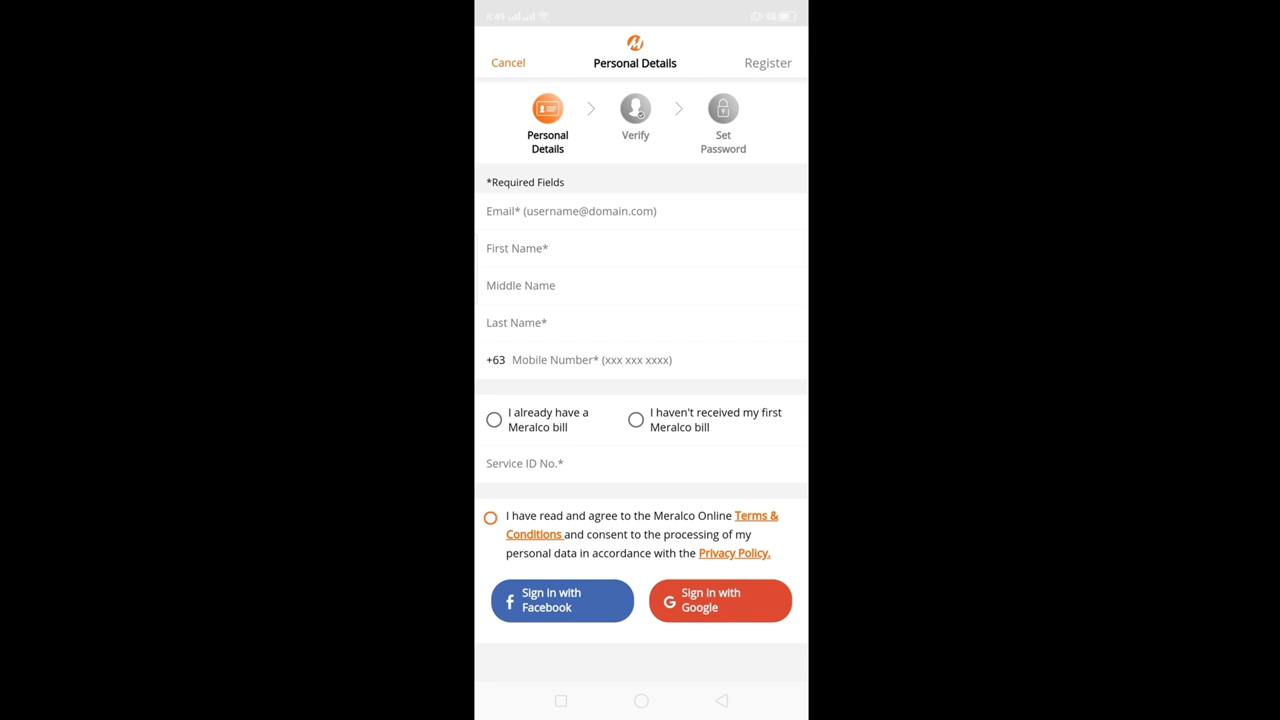 8:49
Cancel
Personal Details
Register
Personal
Details
Verify
Set
Password
*Required Fields
Email* (username@domain.com)
First Name*
Middle Name
Last Name*
+63 Mobile Number* (xxx xxx xxxx)
I already have a
Meralco bill
I haven't received my first
Meralco bill
Service ID No.*
I have read and agree to the Meralco Online Terms &
Conditions and consent to the processing of my
personal data in accordance with the Privacy Policy.
Sign in with
Facebook
Sign in with
Google